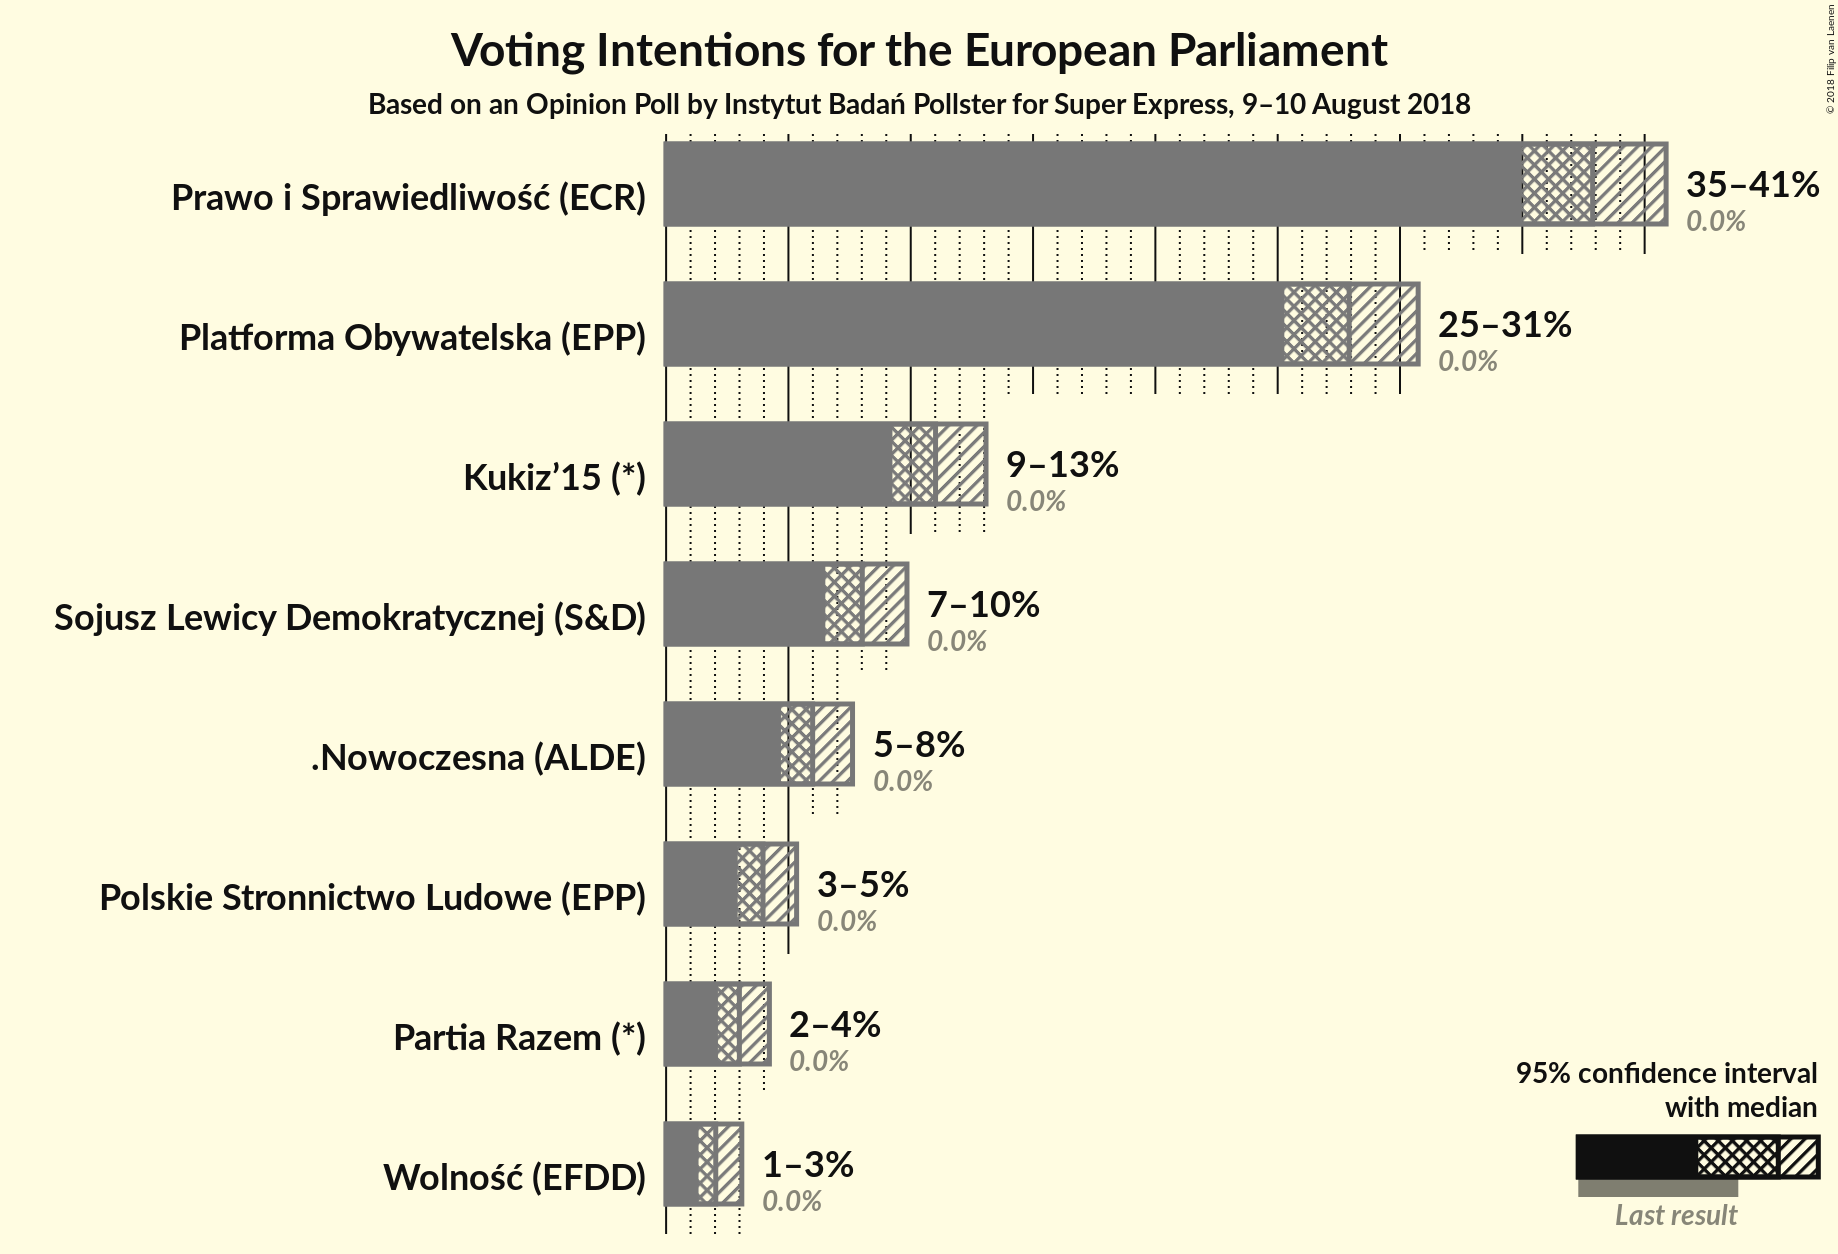 Voting Intentions for the European Parliament
Based on an Opinion Poll by Instytut Badań Pollster for Super Express, 9–10 August 2018
© 2018 Filip van Laenen
Prawo i Sprawiedliwość (ECR)
35–41%
0.0%
Platforma Obywatelska (EPP)
25–31%
0.0%
Kukiz’15 (*)
9–13%
0.0%
Sojusz Lewicy Demokratycznej (S&D)
7–10%
0.0%
.Nowoczesna (ALDE)
5–8%
0.0%
Polskie Stronnictwo Ludowe (EPP)
3–5%
0.0%
Partia Razem (*)
2–4%
0.0%
Wolność (EFDD)
1–3%
0.0%
95% confidence interval
with median
Last result